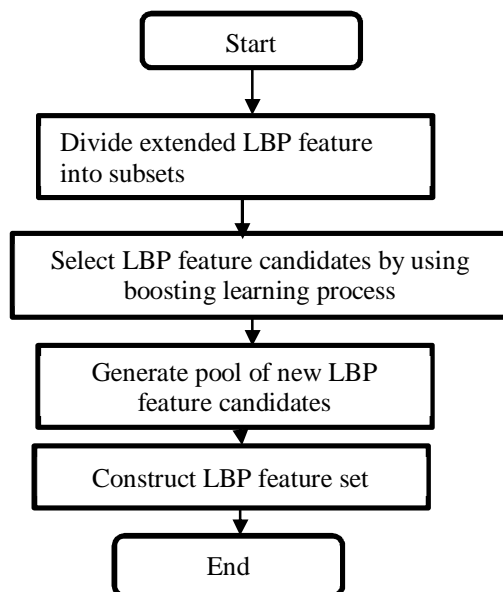 Start
Divide extended LBP feature
into subsets
Select LBP feature candidates by using
boosting learning process
Generate pool of new LBP
feature candidates
Construct LBP feature set
End